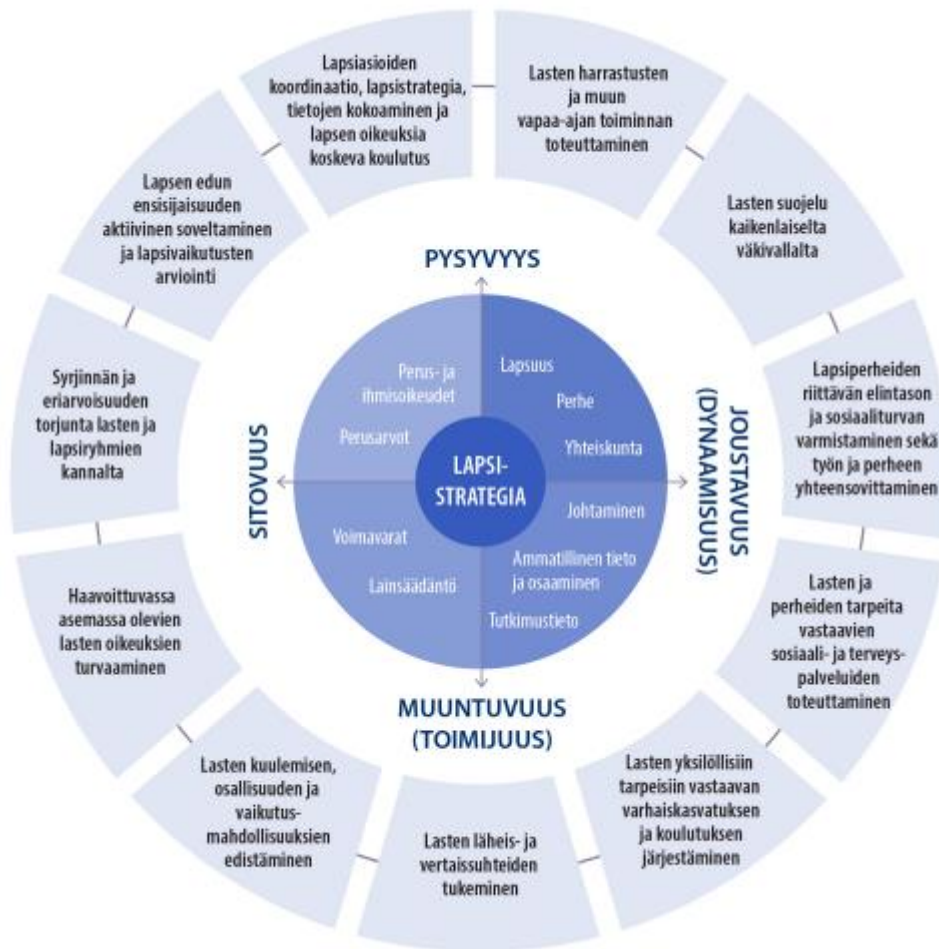 Lapsiasioiden
koordinaatio, lapsistrategia,
tietojen kokoaminen ja
lapsen oikeuksia
koskeva koulutus
Lasten harrastusten
ja muun
vapaa-ajan toiminnan
toteuttaminen
Lasten suojelu
kaikenlaiselta
väkivallalta
Lapsiperheiden
riittävän elintason
ja sosiaaliturvan
varmistaminen sekä
työn ja perheen
yhteensovittaminen
Lasten ja
perheiden tarpeita
vastaavien
sosiaali- ja terveys-
palveluiden
toteuttaminen
Lasten yksilöllisiin
tarpeisiin vastaavan
varhaiskasvatuksen
ja koulutuksen
järjestäminen
Lasten läheis- ja
vertaissuhteiden
tukeminen
Lasten kuulemisen,
osallisuuden ja
vaikutus-
mahdollisuuksien
edistäminen
Haavoittuvassa
asemassa olevien
lasten oikeuksien
turvaaminen
Syrjinnän ja
eriarvoisuuden
torjunta lasten ja
lapsiryhmien
kannalta
Lapsen edun
ensisijaisuuden
aktiivinen soveltaminen
ja lapsivaikutusten
arviointi
PYSYVYYS
JOUSTAVUUS
(DYNAAMISUUS)
MUUNTUVUUS
(TOIMIJUUS)
SITOVUUS
Perus- ja
ihmisoikeudet
Perusarvot
Lapsuus
Perhe
Yhteiskunta
LAPSI-
STRATEGIA
Voimavarat
Lainsäädäntö
Johtaminen
Ammatillinen tieto
ja osaaminen
Tutkimustieto